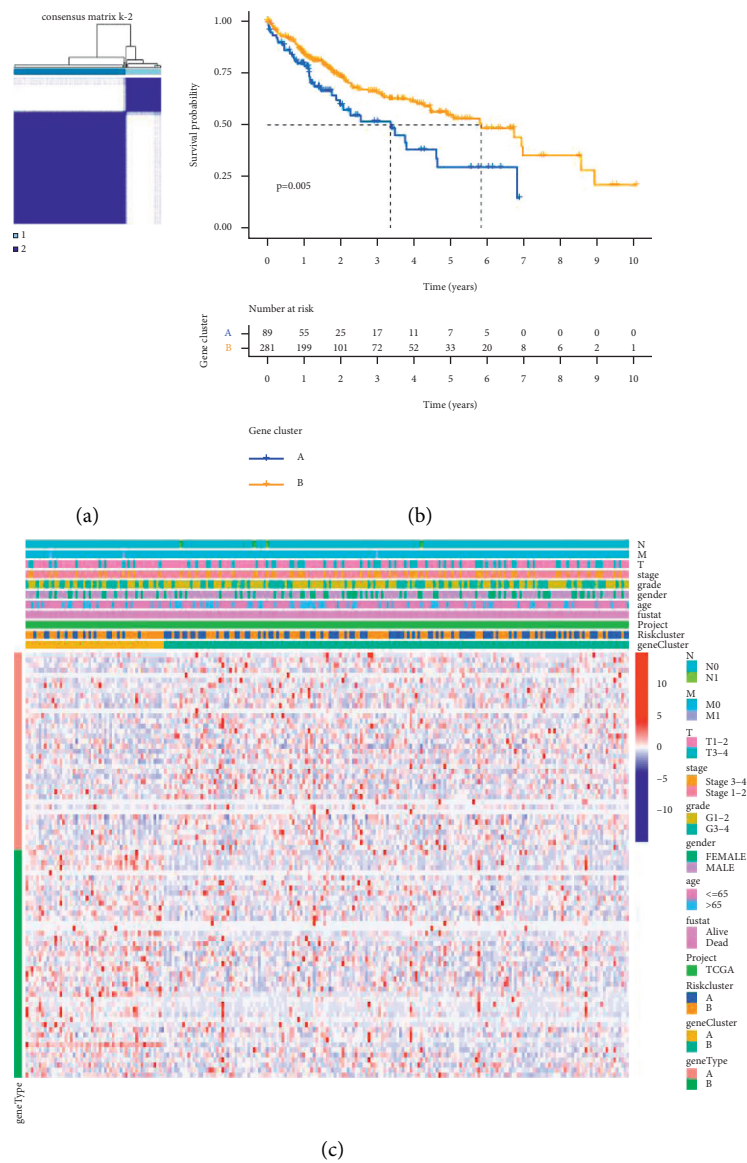 consensus matrix k-2
1
2
(a)
1.00
0.75
0.50
0.25
0.00
Survival probability
p=0.005
0 1 2 3 4 5 6 7 8 9 10
Time (years)
Number at risk
Gene cluster
A 89 55 25 17 11 7 5 0 0 0 0
B 281 199 101 72 52 33 20 8 6 2 1
0 1 2 3 4 5 6 7 8 9 10
Time (years)
Gene cluster
A
B
(b)
N
M
T
stage
grade
gender
age
fustat
Project
Riskcluster
geneCluster
10
5
0
−5
−10
N
N0
N1
M
M0
M1
T
T1−2
T3−4
stage
Stage 3−4
Stage 1−2
grade
G1−2
G3−4
gender
FEMALE
MALE
age
<=65
>65
fustat
Alive
Dead
Project
TCGA
Riskcluster
A
B
geneCluster
A
B
geneType
A
B
geneType
(c)